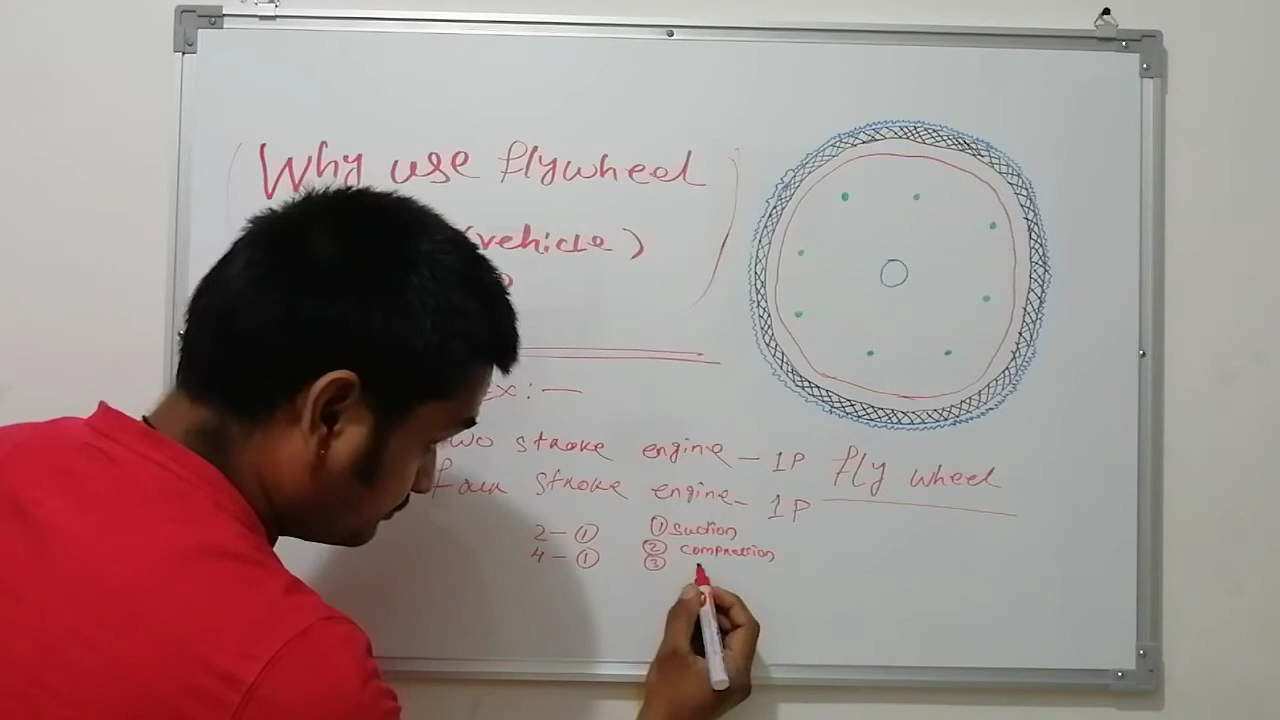 Why use flywheel
(vehicle)
?
Ex:—
two stroke engine – 1P
four stroke engine – 1P
fly wheel
2 – ①
4 – ①
① Suction
② Compression
③